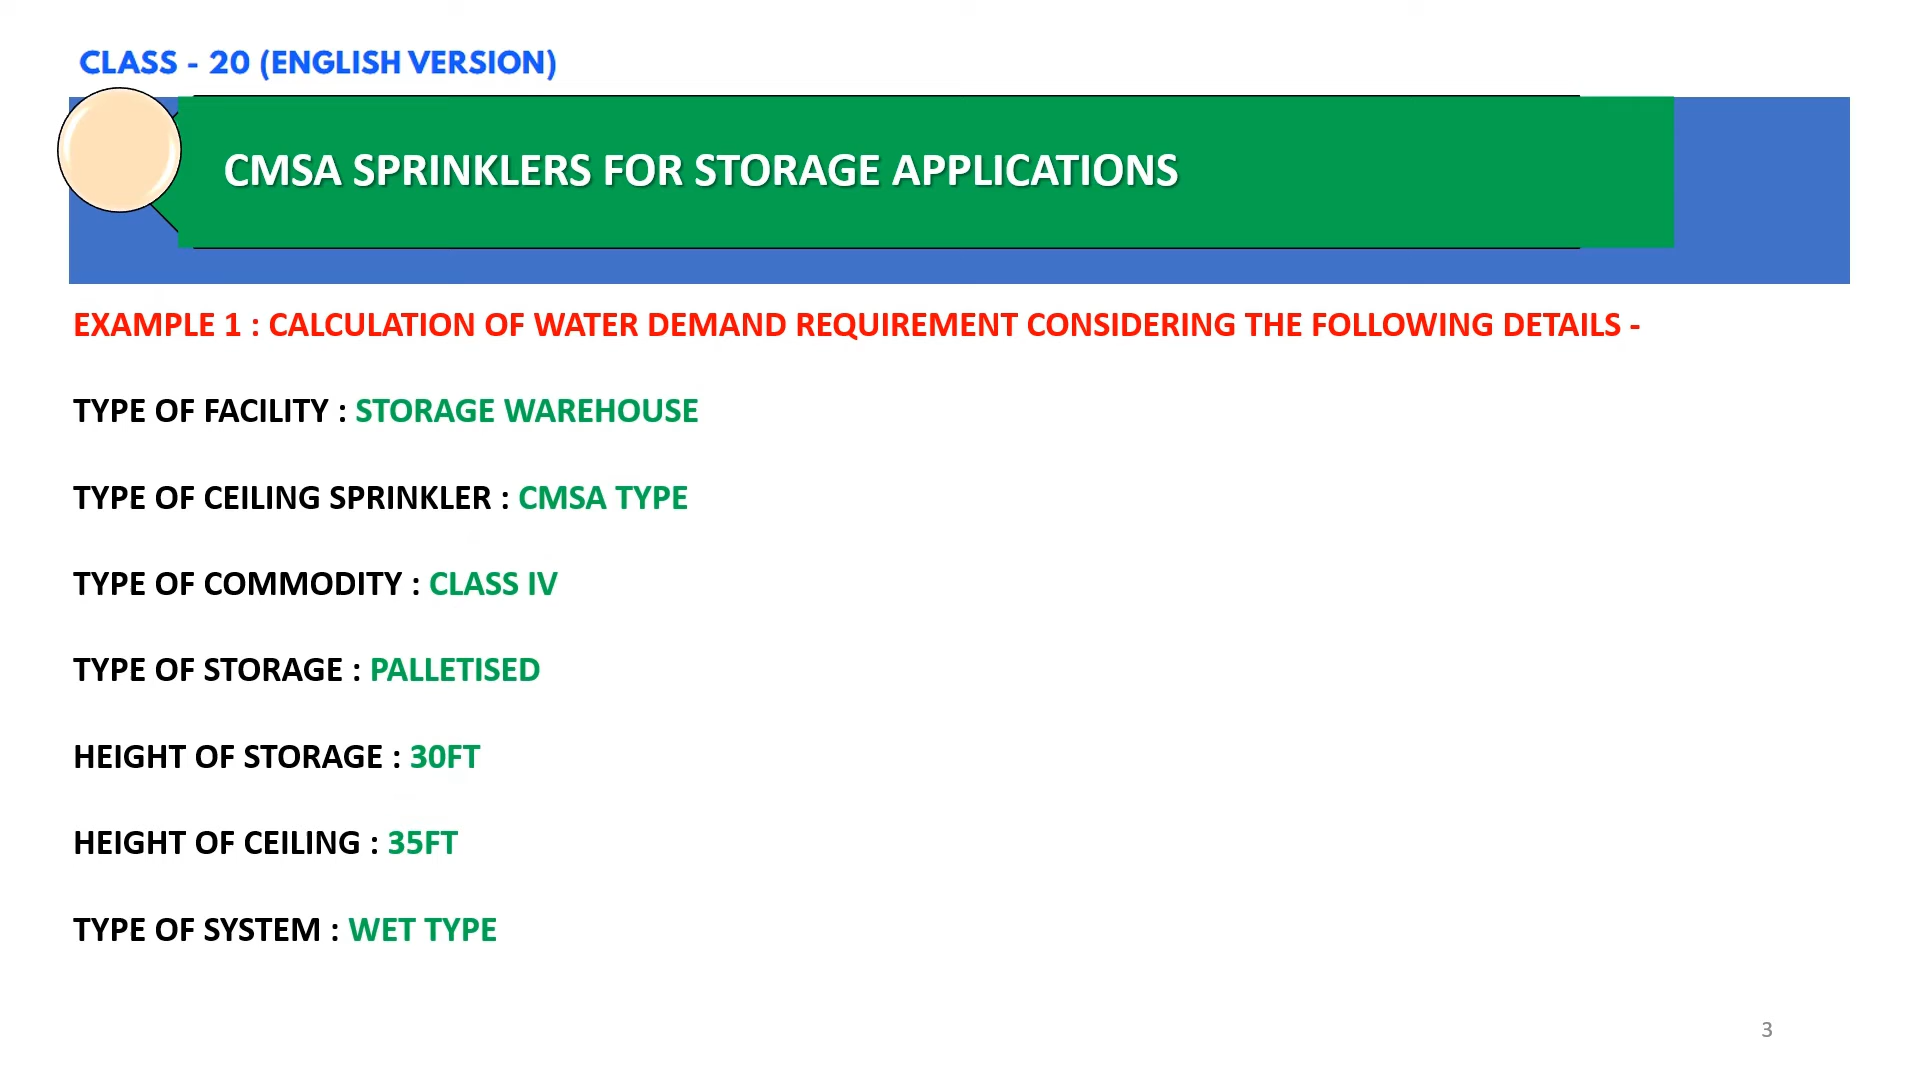 CLASS - 20 (ENGLISH VERSION)
CMSA SPRINKLERS FOR STORAGE APPLICATIONS
EXAMPLE 1 : CALCULATION OF WATER DEMAND REQUIREMENT CONSIDERING THE FOLLOWING DETAILS -
TYPE OF FACILITY : STORAGE WAREHOUSE
TYPE OF CEILING SPRINKLER : CMSA TYPE
TYPE OF COMMODITY : CLASS IV
TYPE OF STORAGE : PALLETISED
HEIGHT OF STORAGE : 30FT
HEIGHT OF CEILING : 35FT
TYPE OF SYSTEM : WET TYPE
3